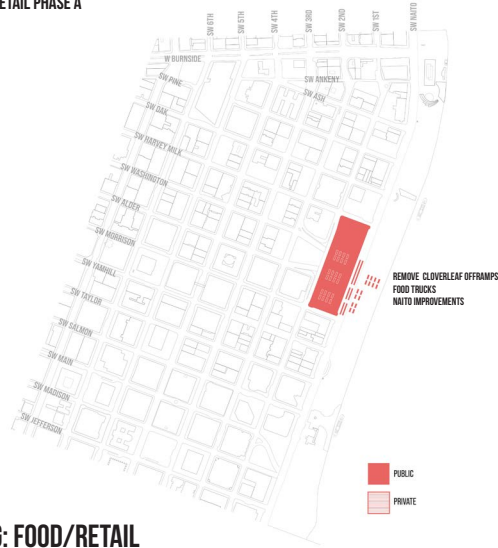 ETAIL PHASE A
SW 6TH
SW 5TH
SW 4TH
SW 3RD
SW 2ND
SW 1ST
SW NAITO
W BURNSIDE
SW PINE
SW ANKENY
SW ASH
SW OAK
SW HARVEY MILK
SW WASHINGTON
SW ALDER
SW MORRISON
SW YAMHILL
SW TAYLOR
SW SALMON
SW MAIN
SW MADISON
SW JEFFERSON
REMOVE CLOVERLEAF OFFRAMPS
FOOD TRUCKS
NAITO IMPROVEMENTS
PUBLIC
PRIVATE
: FOOD/RETAIL